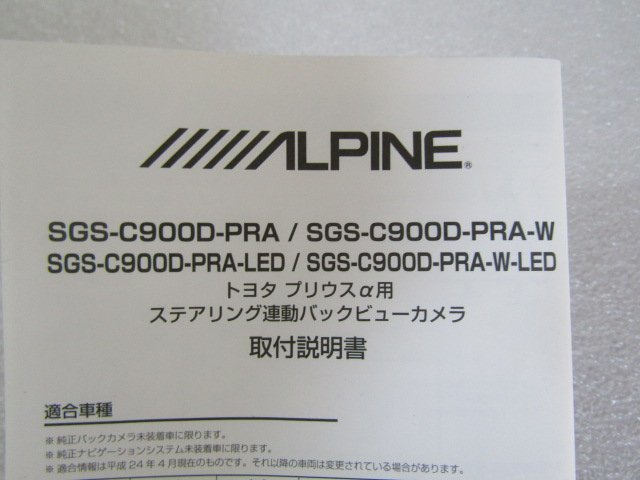 ALPINE®
SGS-C900D-PRA / SGS-C900D-PRA-W
SGS-C900D-PRA-LED / SGS-C900D-PRA-W-LED
トヨタ プリウスα用
ステアリング連動バックビューカメラ
取付説明書
適合車種
※ 純正バックカメラ未装着車に限ります。
※ 純正ナビゲーションシステム未装着車に限ります。
※ 適合情報は平成 24 年 4 月現在のものです。それ以降の車両は変更されている場合があります。